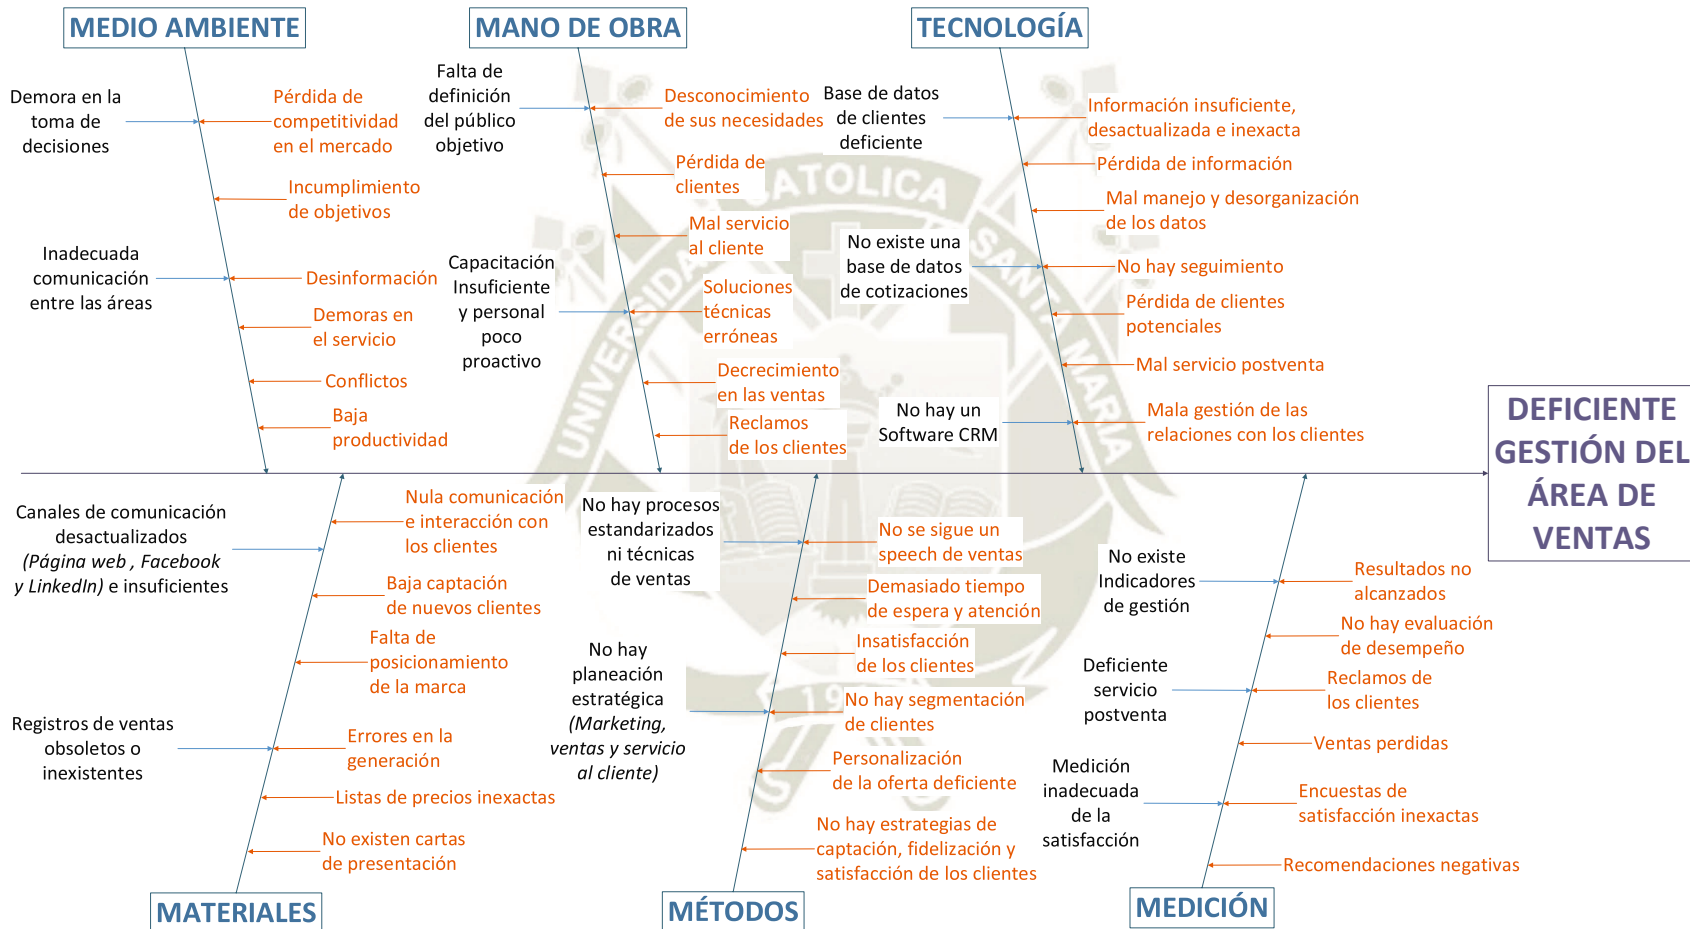 MEDIO AMBIENTE
Demora en la
toma de
decisiones
Pérdida de
competitividad
en el mercado
Incumplimiento
de objetivos
Inadecuada
comunicación
entre las áreas
Desinformación
Demoras en
el servicio
Conflictos
Baja
productividad
MANO DE OBRA
Falta de
definición
del público
objetivo
Desconocimiento
de sus necesidades
Pérdida de
clientes
Mal servicio
al cliente
Capacitación
Insuficiente
y personal
poco
proactivo
Soluciones
técnicas
erróneas
Decrecimiento
en las ventas
Reclamos
de los clientes
TECNOLOGÍA
Base de datos
de clientes
deficiente
Información insuficiente,
desactualizada e inexacta
Pérdida de información
Mal manejo y desorganización
de los datos
No existe una
base de datos
de cotizaciones
No hay seguimiento
Pérdida de clientes
potenciales
Mal servicio postventa
No hay un
Software CRM
Mala gestión de las
relaciones con los clientes
DEFICIENTE
GESTIÓN DEL
ÁREA DE
VENTAS
Canales de comunicación
desactualizados
(Página web , Facebook
y LinkedIn) e insuficientes
Nula comunicación
e interacción con
los clientes
Baja captación
de nuevos clientes
Falta de
posicionamiento
de la marca
Registros de ventas
obsoletos o
inexistentes
Errores en la
generación
Listas de precios inexactas
No existen cartas
de presentación
MATERIALES
No hay procesos
estandarizados
ni técnicas
de ventas
No se sigue un
speech de ventas
Demasiado tiempo
de espera y atención
Insatisfacción
de los clientes
No hay
planeación
estratégica
(Marketing,
ventas y servicio
al cliente)
No hay segmentación
de clientes
Personalización
de la oferta deficiente
No hay estrategias de
captación, fidelización y
satisfacción de los clientes
MÉTODOS
No existe
Indicadores
de gestión
Resultados no
alcanzados
No hay evaluación
de desempeño
Deficiente
servicio
postventa
Reclamos de
los clientes
Ventas perdidas
Medición
inadecuada
de la
satisfacción
Encuestas de
satisfacción inexactas
Recomendaciones negativas
MEDICIÓN
SANTA MARIA